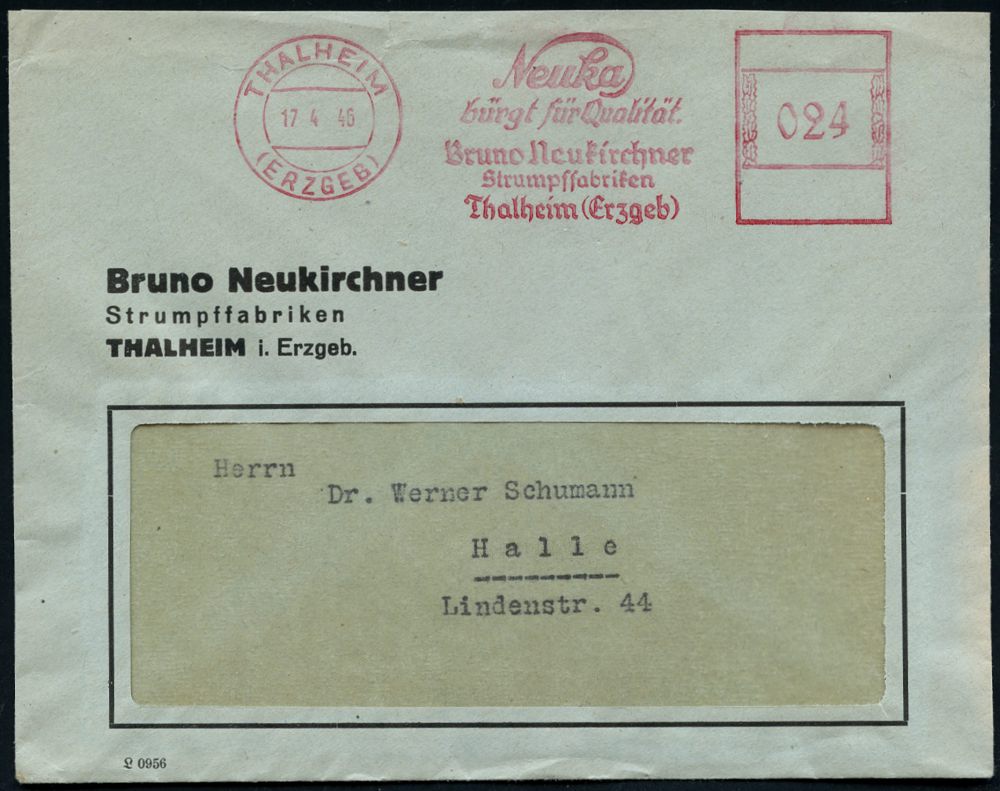 THALHEIM
17 4 46
(ERZGEB)
Neuka
bürgt für Qualität.
Bruno Neukirchner
Strumpffabriken
Thalheim (Erzgeb)
024
Bruno Neukirchner
Strumpffabriken
THALHEIM i. Erzgeb.
Herrn
Dr. Werner Schumann
Halle
Lindenstr. 44
L 0956